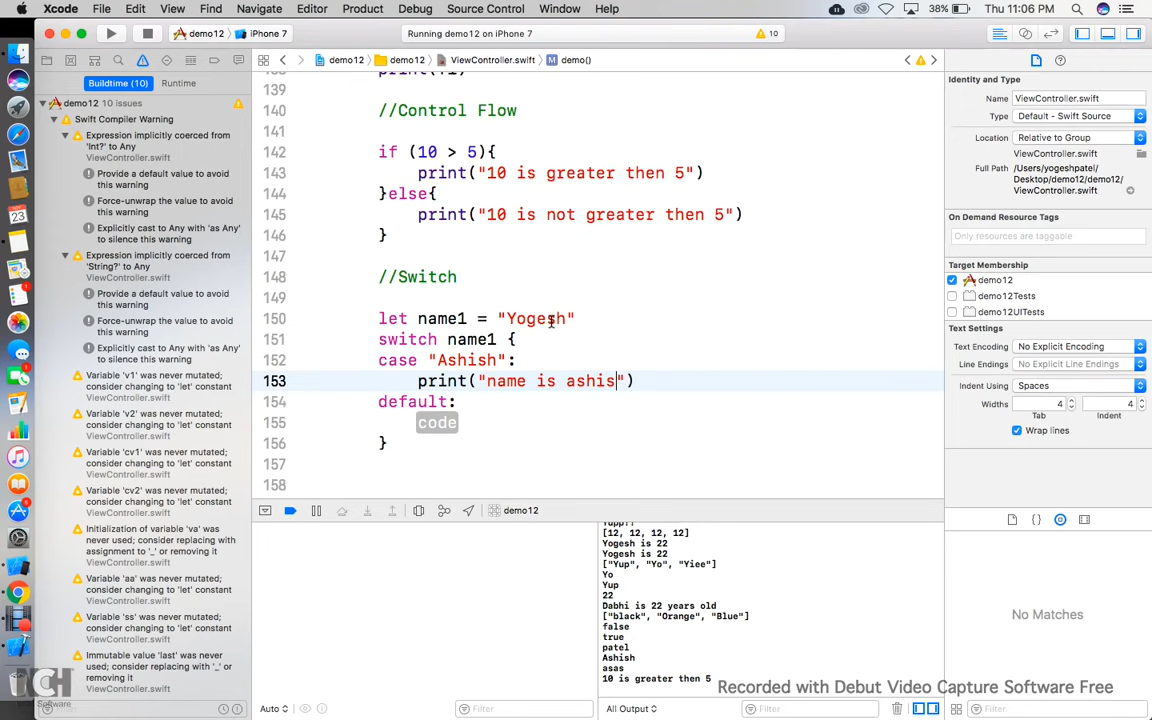 Xcode File Edit View Find Navigate Editor Product Debug Source Control Window Help 38% Thu 11:06 PM
demo12 iPhone 7 Running demo12 on iPhone 7 10
demo12 demo12 ViewController.swift M demo()
Buildtime (10) Runtime
demo12 10 issues
Swift Compiler Warning
Expression implicitly coerced from
'Int?' to Any
ViewController.swift
Provide a default value to avoid
this warning
Force-unwrap the value to avoid
this warning
Explicitly cast to Any with 'as Any'
to silence this warning
Expression implicitly coerced from
'String?' to Any
ViewController.swift
Provide a default value to avoid
this warning
Force-unwrap the value to avoid
this warning
Explicitly cast to Any with 'as Any'
to silence this warning
Variable 'v1' was never mutated;
consider changing to 'let' constant
ViewController.swift
Variable 'v2' was never mutated;
consider changing to 'let' constant
ViewController.swift
Variable 'cv1' was never mutated;
consider changing to 'let' constant
ViewController.swift
Variable 'cv2' was never mutated;
consider changing to 'let' constant
ViewController.swift
Initialization of variable 'va' was
never used; consider replacing with
assignment to '_' or removing it
ViewController.swift
Variable 'aa' was never mutated;
consider changing to 'let' constant
ViewController.swift
Variable 'ss' was never mutated;
consider changing to 'let' constant
ViewController.swift
Immutable value 'last' was never
used; consider replacing with '_' or
removing it
NCH
Software
139
140 //Control Flow
141
142 if (10 > 5){
143 print("10 is greater then 5")
144 }else{
145 print("10 is not greater then 5")
146 }
147
148 //Switch
149
150 let name1 = "Yogesh"
151 switch name1 {
152 case "Ashish":
153 print("name is ashis")
154 default:
155 code
156 }
157
158
demo12
Yupp!!
[12, 12, 12, 12]
Yogesh is 22
Yogesh is 22
["Yup", "Yo", "Yiee"]
Yo
Yup
22
Dabhi is 22 years old
["black", "Orange", "Blue"]
false
true
patel
Ashish
asas
10 is greater then 5
Auto Filter All Output Filter Filter
Identity and Type
Name ViewController.swift
Type Default - Swift Source
Location Relative to Group
ViewController.swift
Full Path /Users/yogeshpatel/
Desktop/demo12/demo12/
ViewController.swift
On Demand Resource Tags
Only resources are taggable
Target Membership
demo12
demo12Tests
demo12UITests
Text Settings
Text Encoding No Explicit Encoding
Line Endings No Explicit Line Endings
Indent Using Spaces
Widths 4 4
Tab Indent
Wrap lines
No Matches
Recorded with Debut Video Capture Software Free